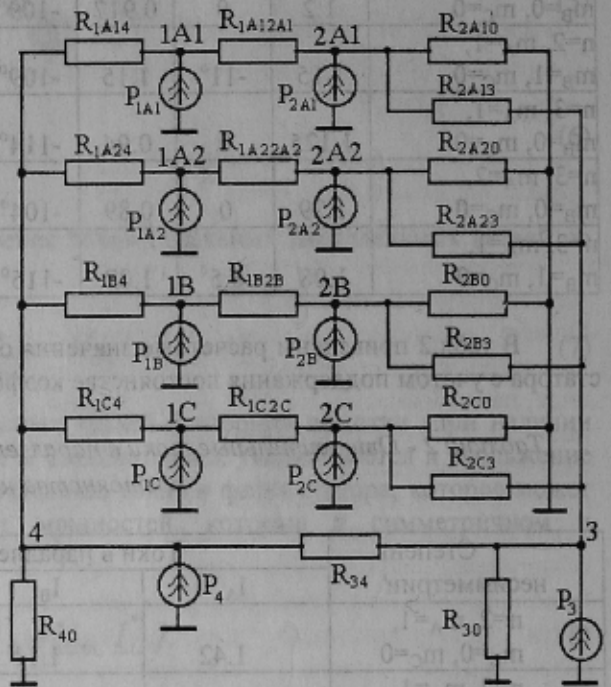 R1A14 1A1 R1A12A1 2A1 R2A10
P1A1 P2A1 R2A13
R1A24 1A2 R1A22A2 2A2 R2A20
P1A2 P2A2 R2A23
R1B4 1B R1B2B 2B R2B0
P1B P2B R2B3
R1C4 1C R1C2C 2C R2C0
P1C P2C R2C3
4 3
R34
P4 P3
R40 R30